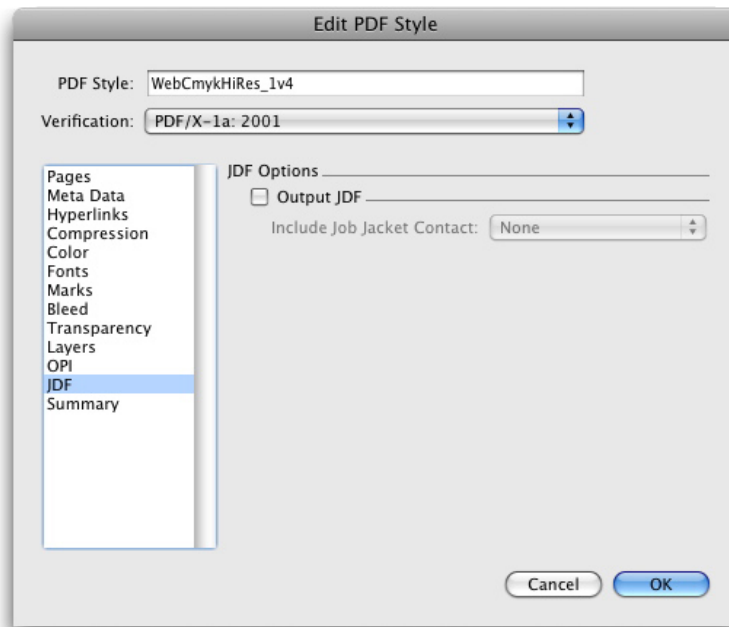 Edit PDF Style
PDF Style: WebCmykHiRes_1v4
Verification: PDF/X-1a: 2001
Pages
Meta Data
Hyperlinks
Compression
Color
Fonts
Marks
Bleed
Transparency
Layers
OPI
JDF
Summary
JDF Options
Output JDF
Include Job Jacket Contact: None
Cancel OK